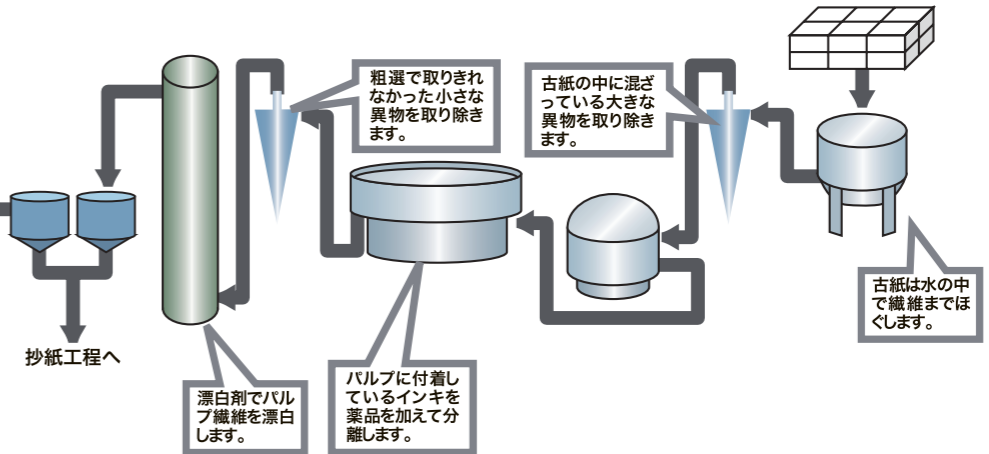 粗選で取りきれ
なかった小さな
異物を取り除き
ます。
古紙の中に混ざ
っている大きな
異物を取り除き
ます。
古紙は水の中
で繊維までほ
ぐします。
抄紙工程へ
漂白剤でパル
プ繊維を漂白
します。
パルプに付着し
ているインキを
薬品を加えて分
離します。